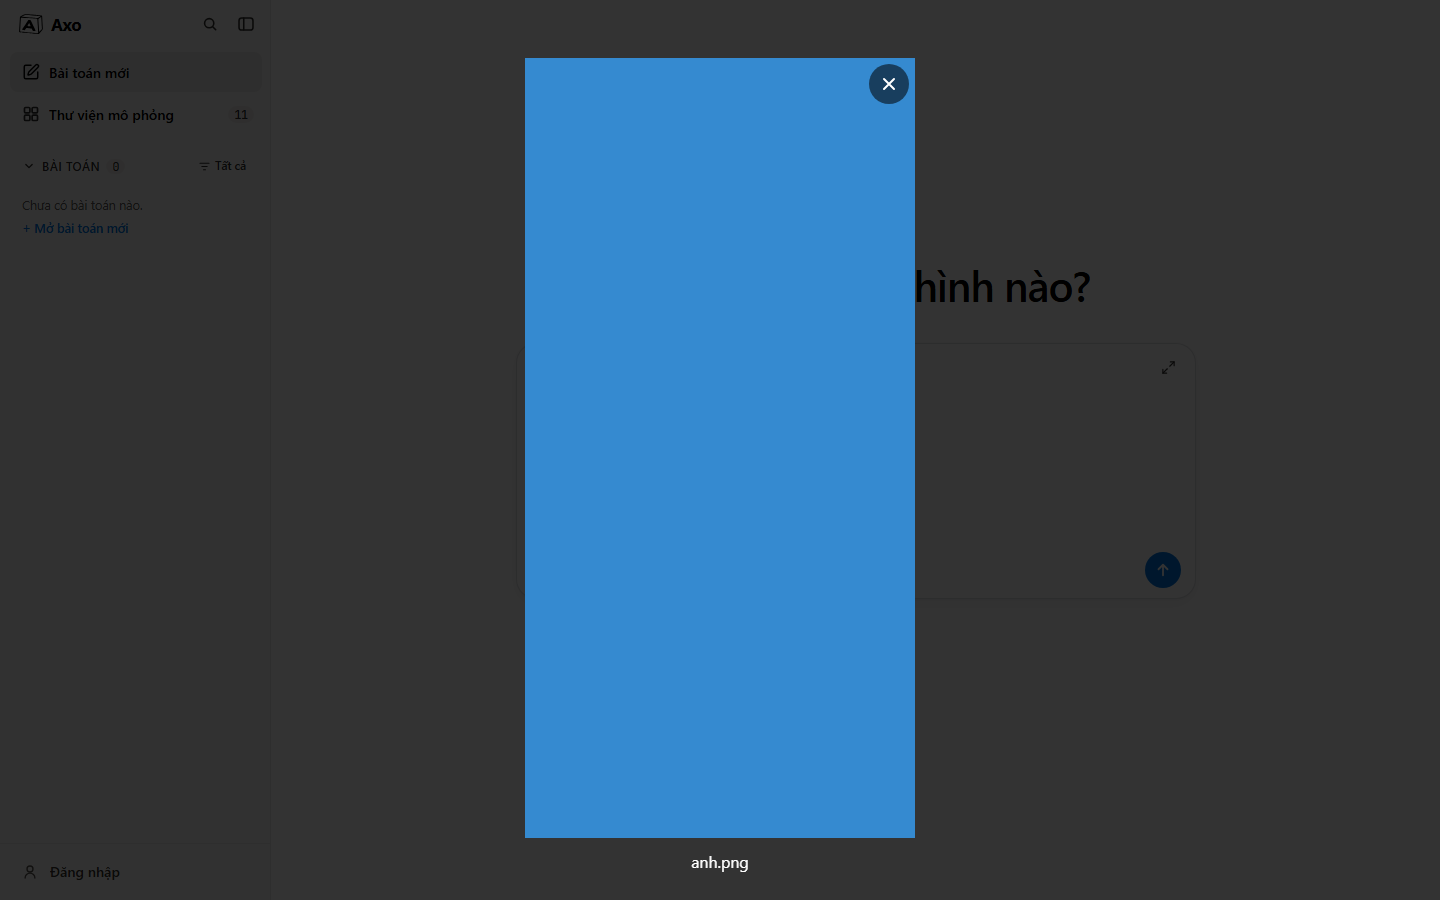 Axo
Bài toán mới
Thư viện mô phỏng 11
BÀI TOÁN 0 Tất cả
Chưa có bài toán nào.
+ Mở bài toán mới
hình nào?
anh.png
Đăng nhập